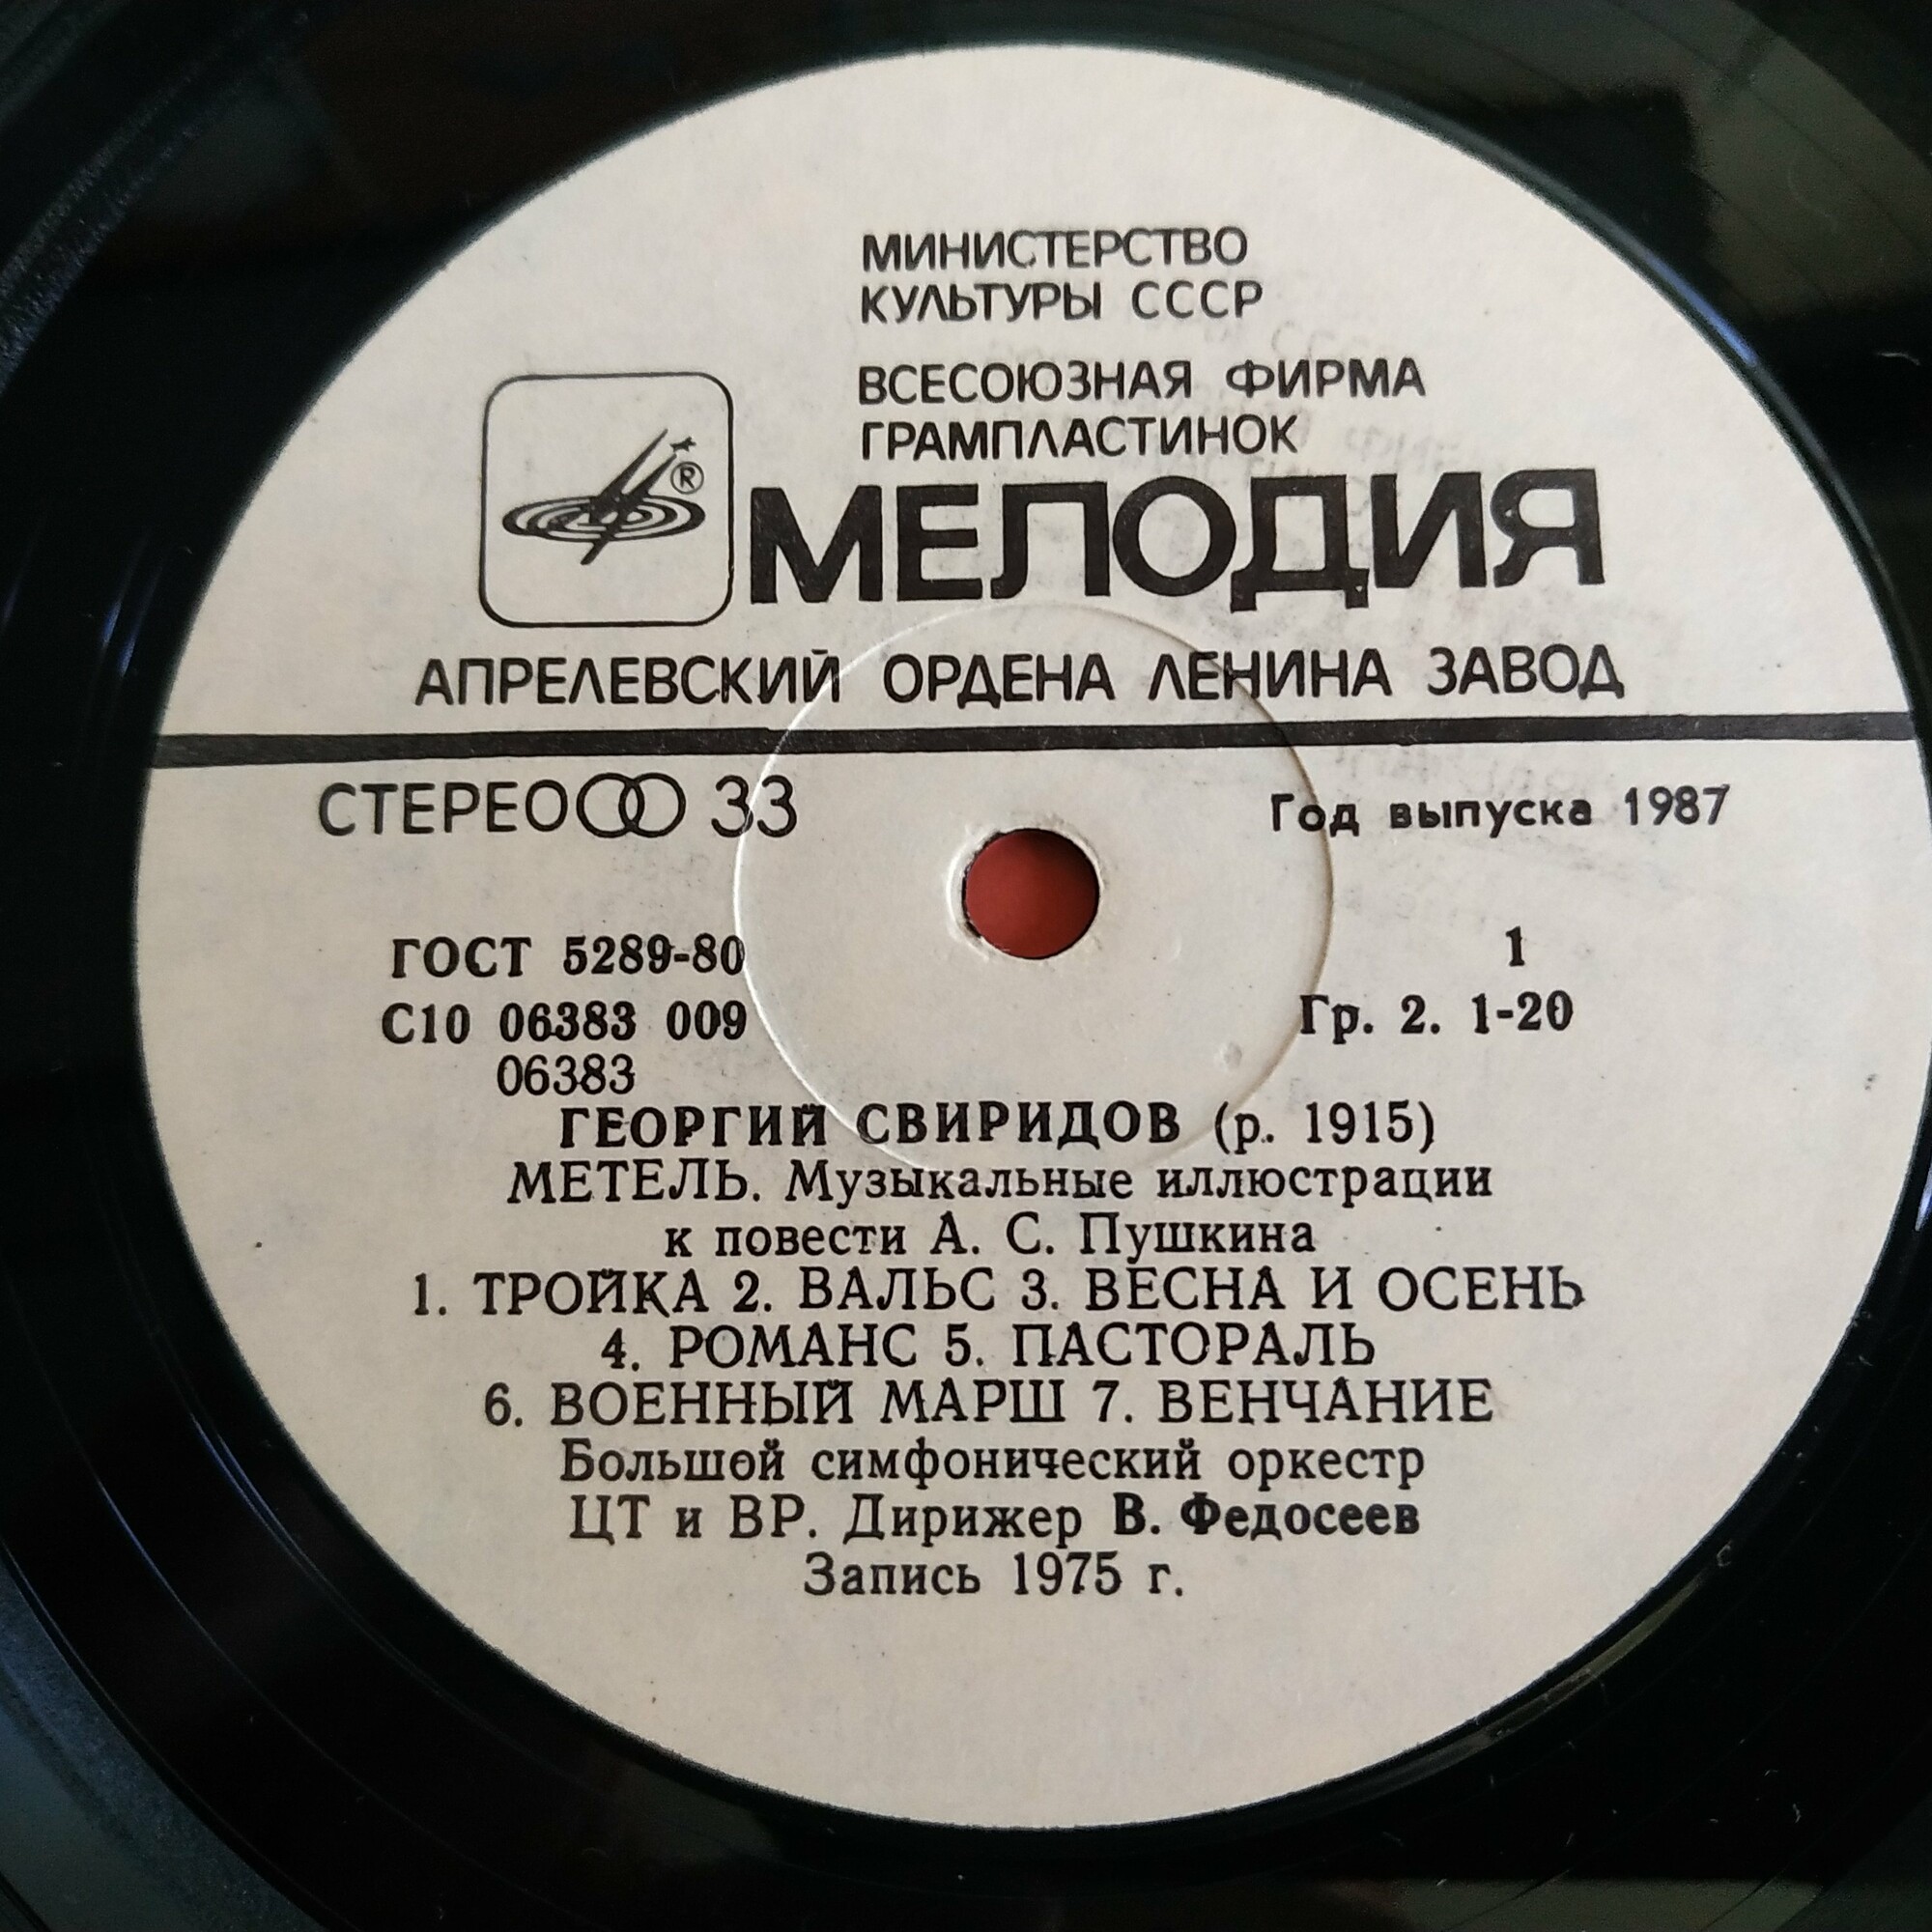 МИНИСТЕРСТВО
КУЛЬТУРЫ СССР
ВСЕСОЮЗНАЯ ФИРМА
ГРАМПЛАСТИНОК
®
МЕЛОДИЯ
АПРЕЛЕВСКИЙ ОРДЕНА ЛЕНИНА ЗАВОД
СТЕРЕО 33
Год выпуска 1987
ГОСТ 5289-80
1
С10 06383 009
Гр. 2. 1-20
06383
ГЕОРГИЙ СВИРИДОВ (р. 1915)
МЕТЕЛЬ. Музыкальные иллюстрации
к повести А. С. Пушкина
1. ТРОЙКА 2. ВАЛЬС 3. ВЕСНА И ОСЕНЬ
4. РОМАНС 5. ПАСТОРАЛЬ
6. ВОЕННЫЙ МАРШ 7. ВЕНЧАНИЕ
Большой симфонический оркестр
ЦТ и ВР. Дирижер В. Федосеев
Запись 1975 г.